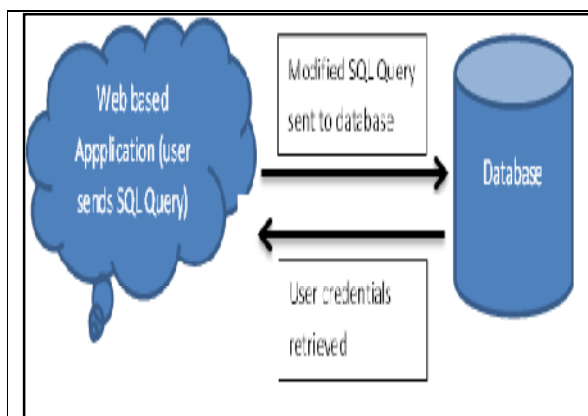 Web based
Appplication (user
sends SQL Query)
Modified SQL Query
sent to database
Database
User credentials
retrieved